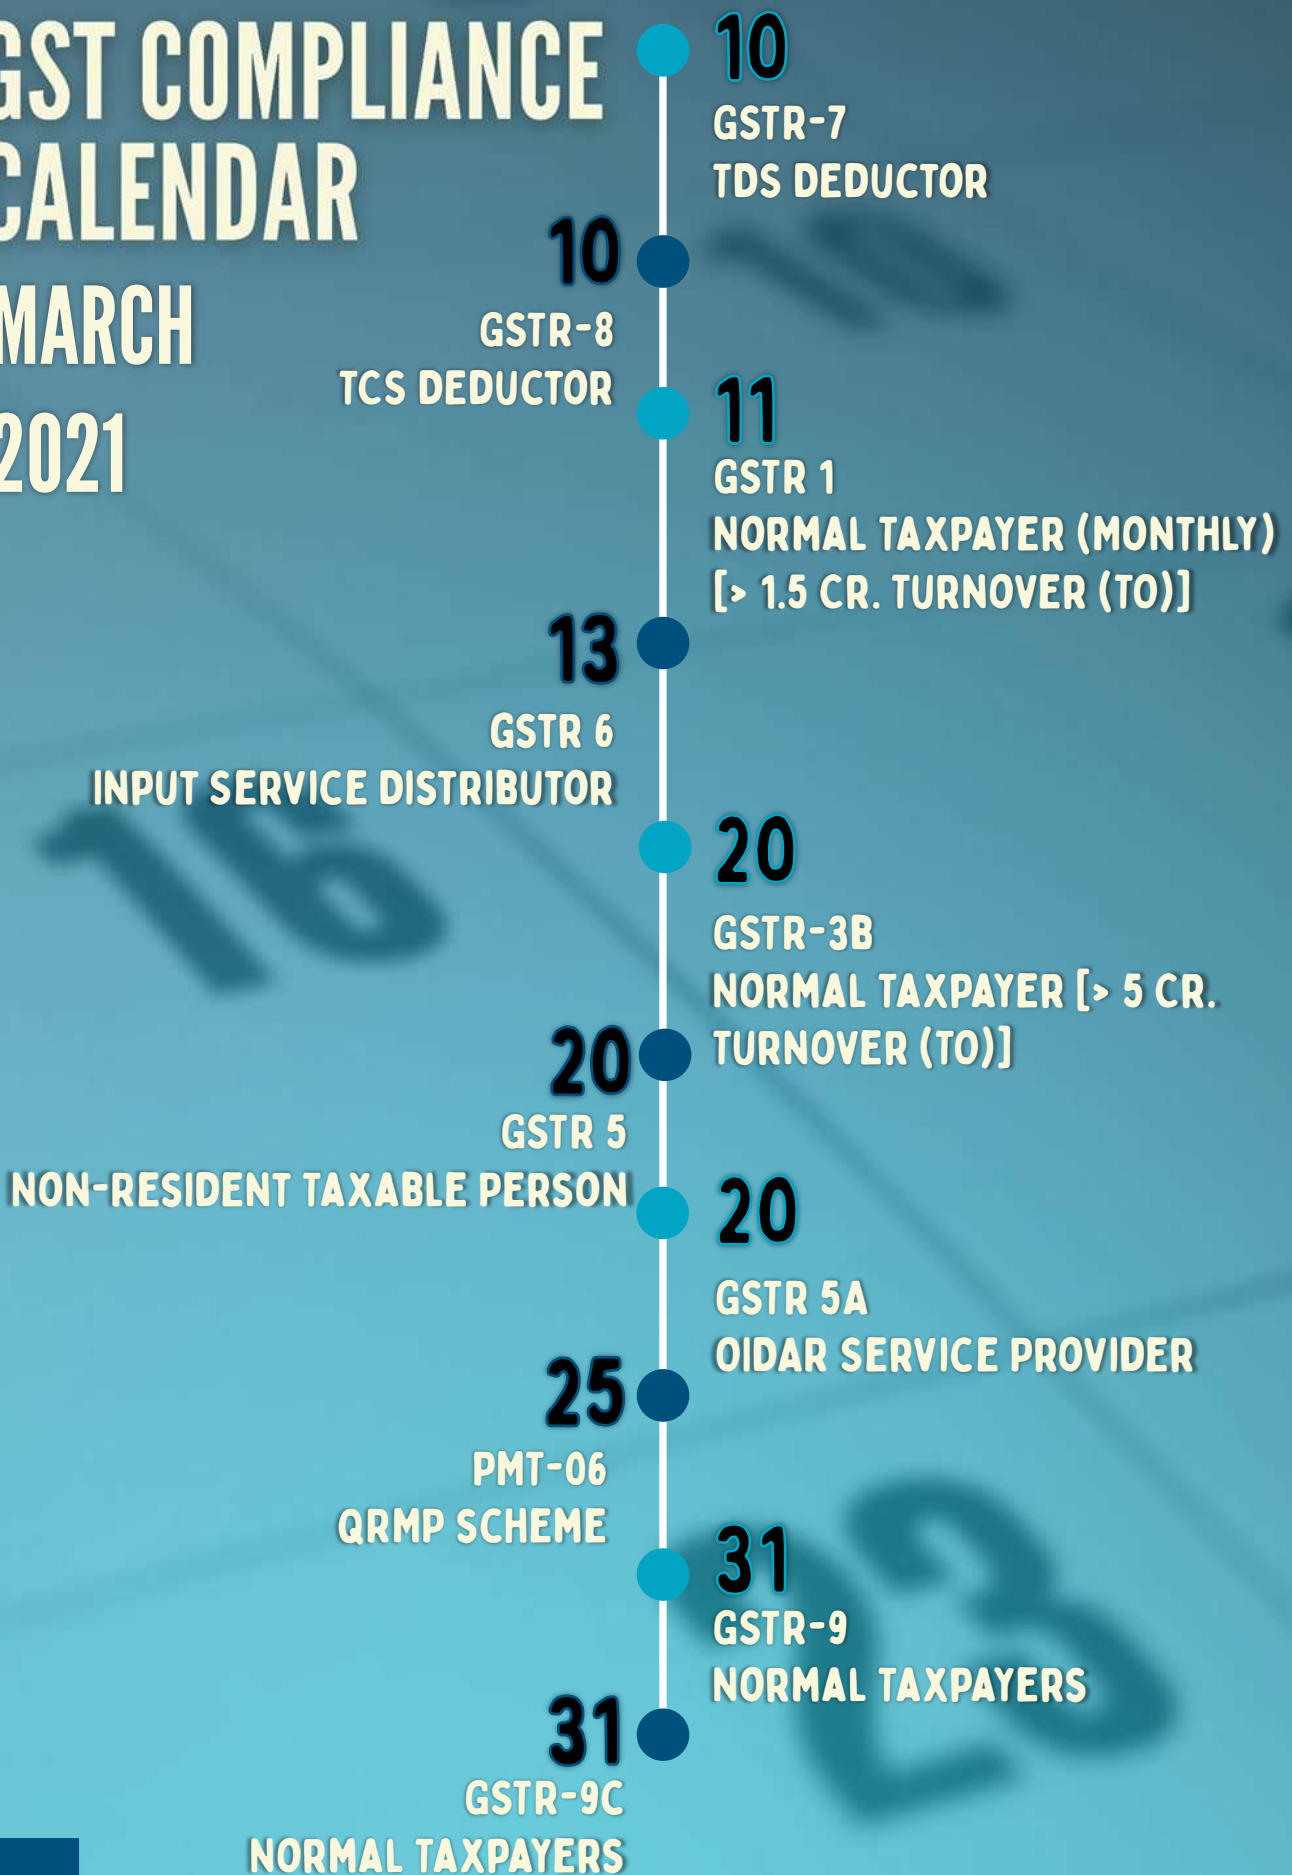 GST COMPLIANCE
CALENDAR
MARCH
2021
10
GSTR-7
TDS DEDUCTOR
10
GSTR-8
TCS DEDUCTOR
11
GSTR 1
NORMAL TAXPAYER (MONTHLY)
[> 1.5 CR. TURNOVER (TO)]
13
GSTR 6
INPUT SERVICE DISTRIBUTOR
20
GSTR-3B
NORMAL TAXPAYER [> 5 CR.
TURNOVER (TO)]
20
GSTR 5
NON-RESIDENT TAXABLE PERSON
20
GSTR 5A
OIDAR SERVICE PROVIDER
25
PMT-06
QRMP SCHEME
31
GSTR-9
NORMAL TAXPAYERS
31
GSTR-9C
NORMAL TAXPAYERS
16
23